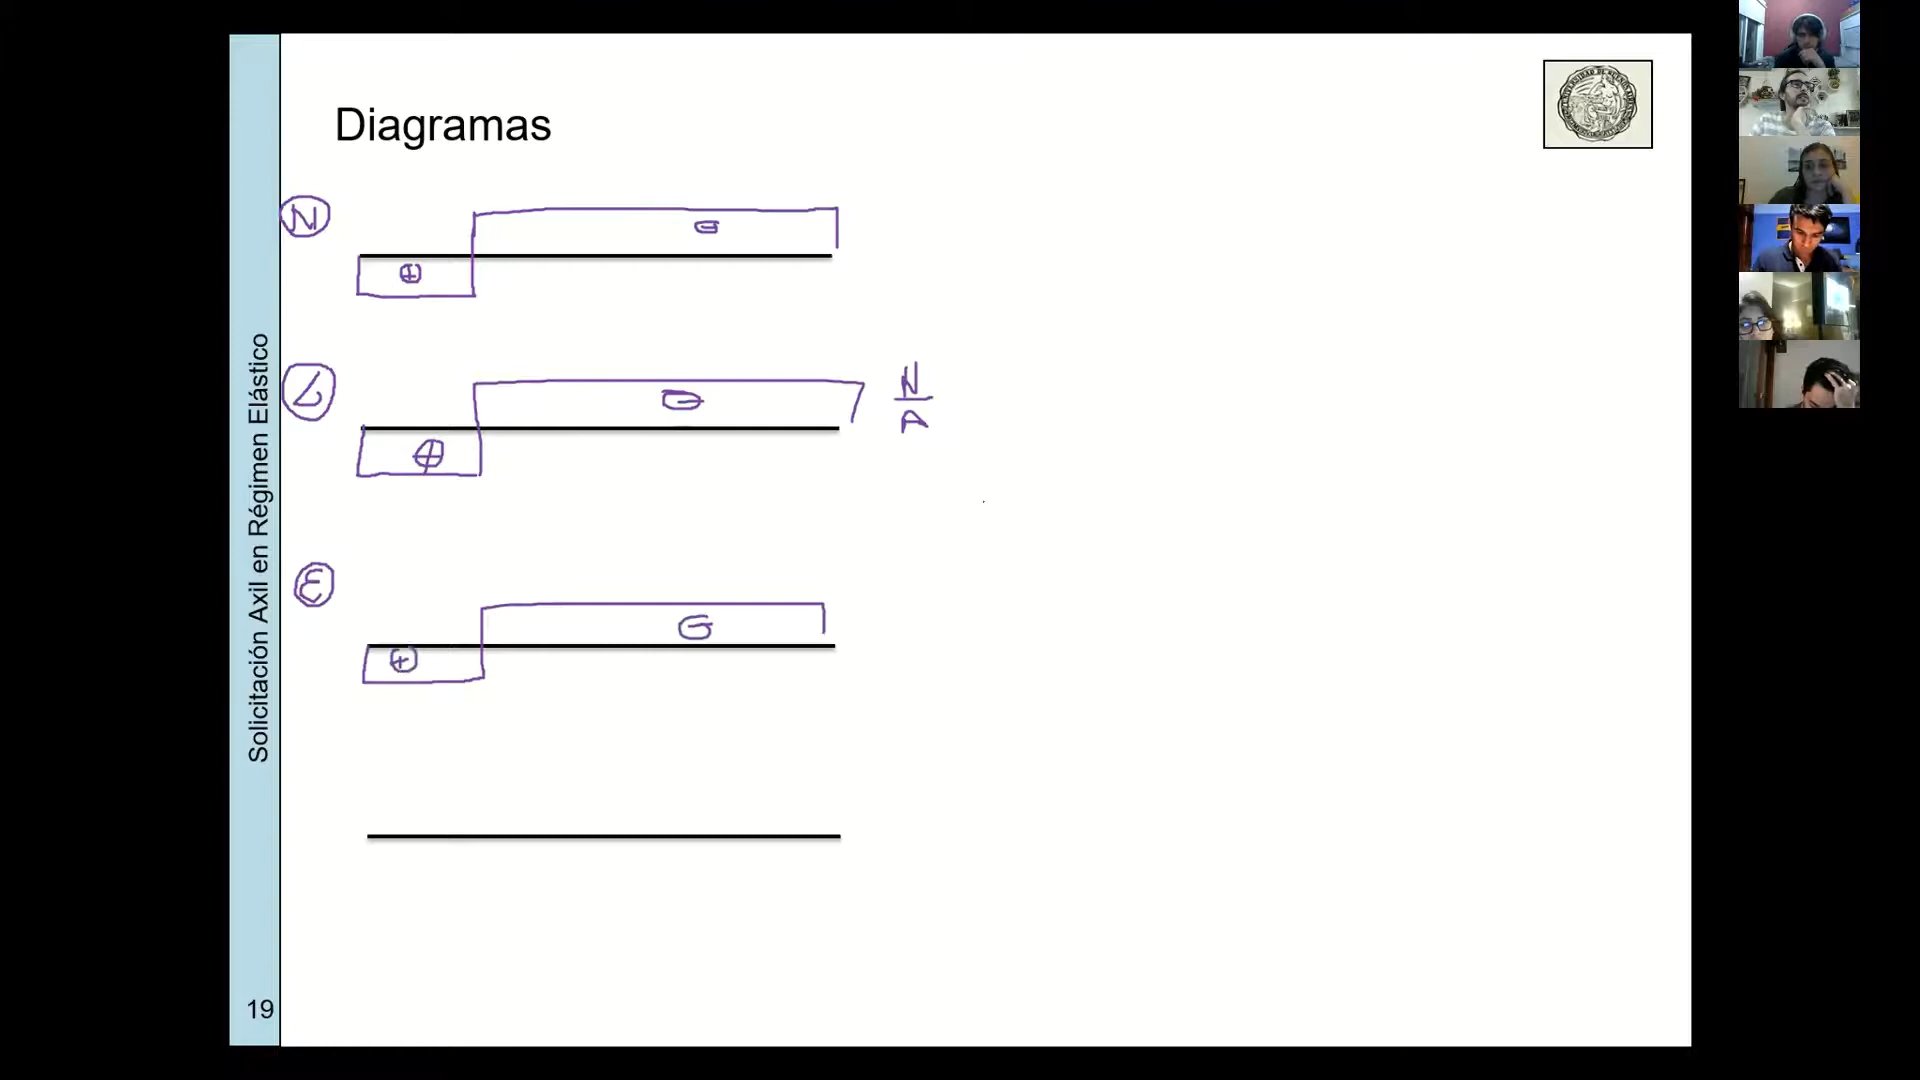 Diagramas
N
⊖
⊕
⊖
N
A
⊕
ε
⊖
⊕
Solicitación Axil en Régimen Elástico
19